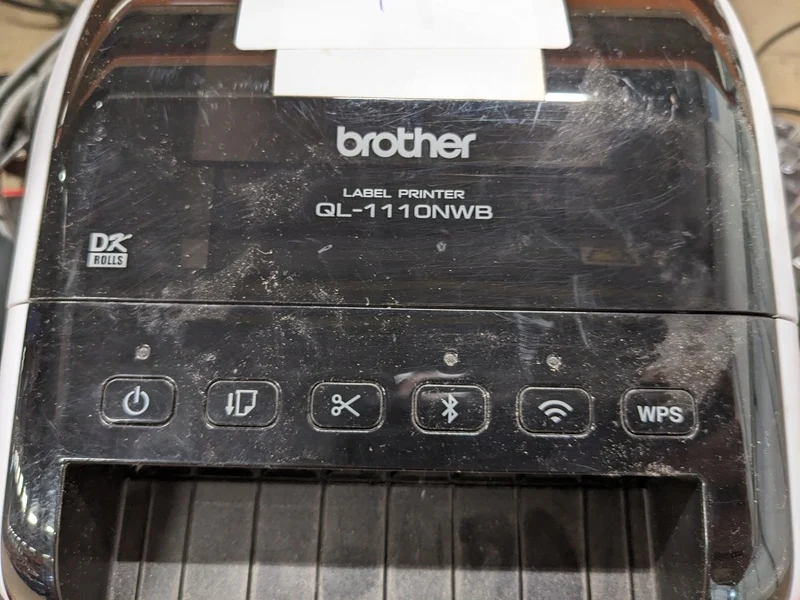 brother
LABEL PRINTER
QL-1110NWB
DK
ROLLS
WPS